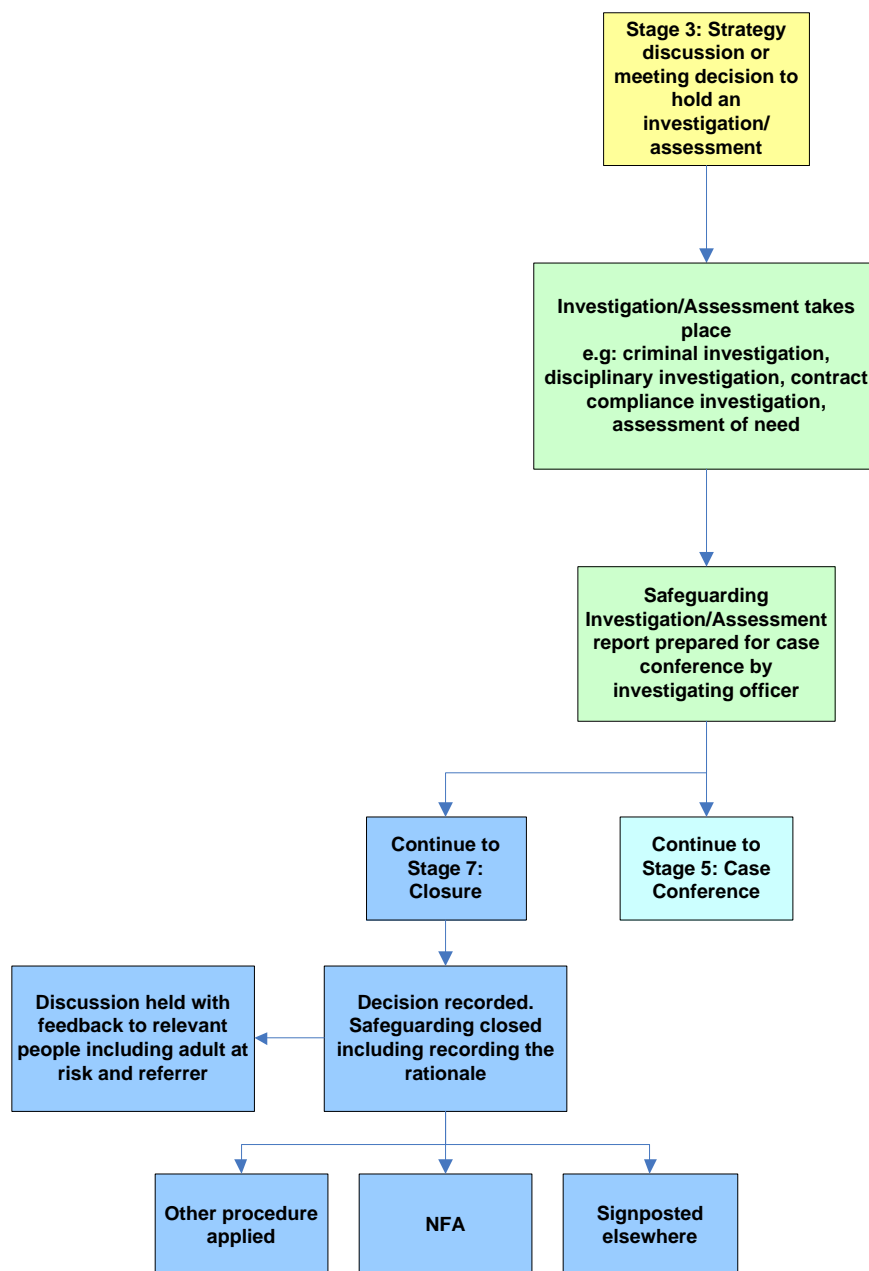 Stage 3: Strategy
discussion or
meeting decision to
hold an
investigation/
assessment
Investigation/Assessment takes
place
e.g: criminal investigation,
disciplinary investigation, contract
compliance investigation,
assessment of need
Safeguarding
Investigation/Assessment
report prepared for case
conference by
investigating officer
Continue to
Stage 7:
Closure
Continue to
Stage 5: Case
Conference
Discussion held with
feedback to relevant
people including adult at
risk and referrer
Decision recorded.
Safeguarding closed
including recording the
rationale
Other procedure
applied
NFA
Signposted
elsewhere